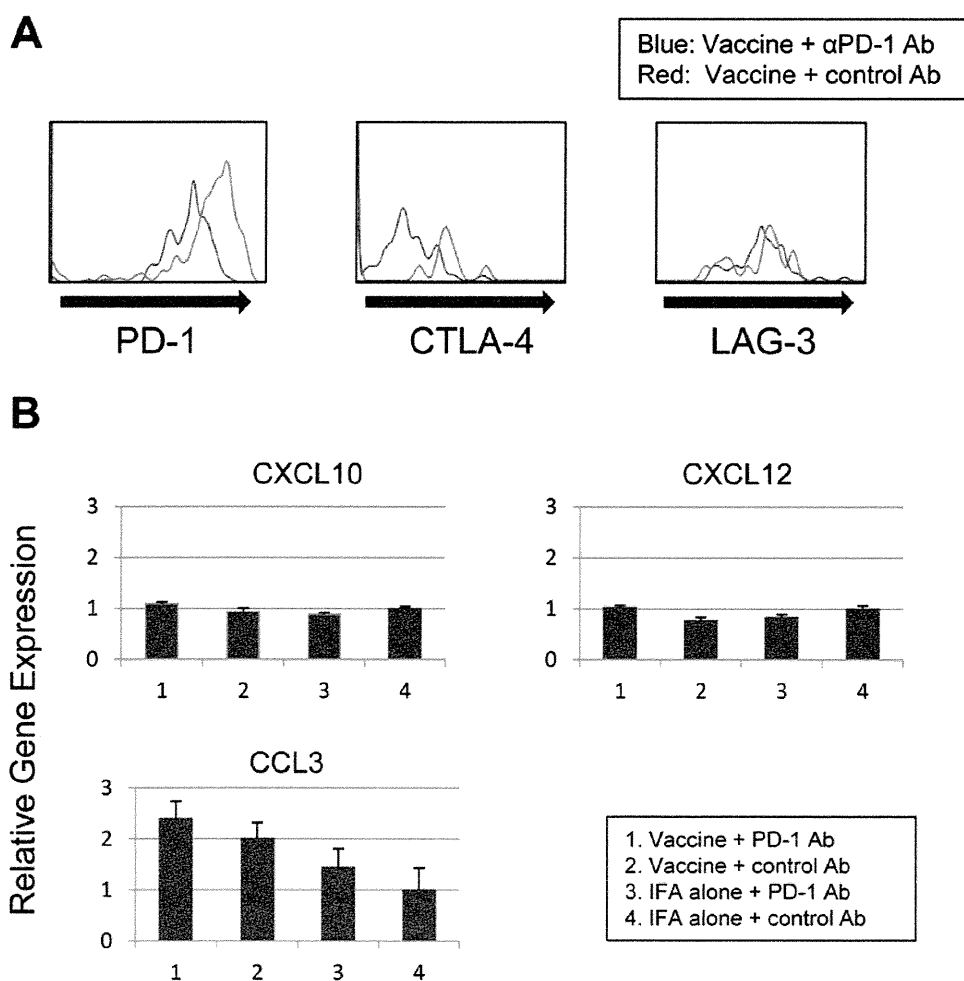 A
Blue: Vaccine + αPD-1 Ab
Red: Vaccine + control Ab
PD-1
CTLA-4
LAG-3
B
Relative Gene Expression
CXCL10
3
2
1
0
1 2 3 4
CXCL12
3
2
1
0
1 2 3 4
CCL3
3
2
1
0
1 2 3 4
1. Vaccine + PD-1 Ab
2. Vaccine + control Ab
3. IFA alone + PD-1 Ab
4. IFA alone + control Ab